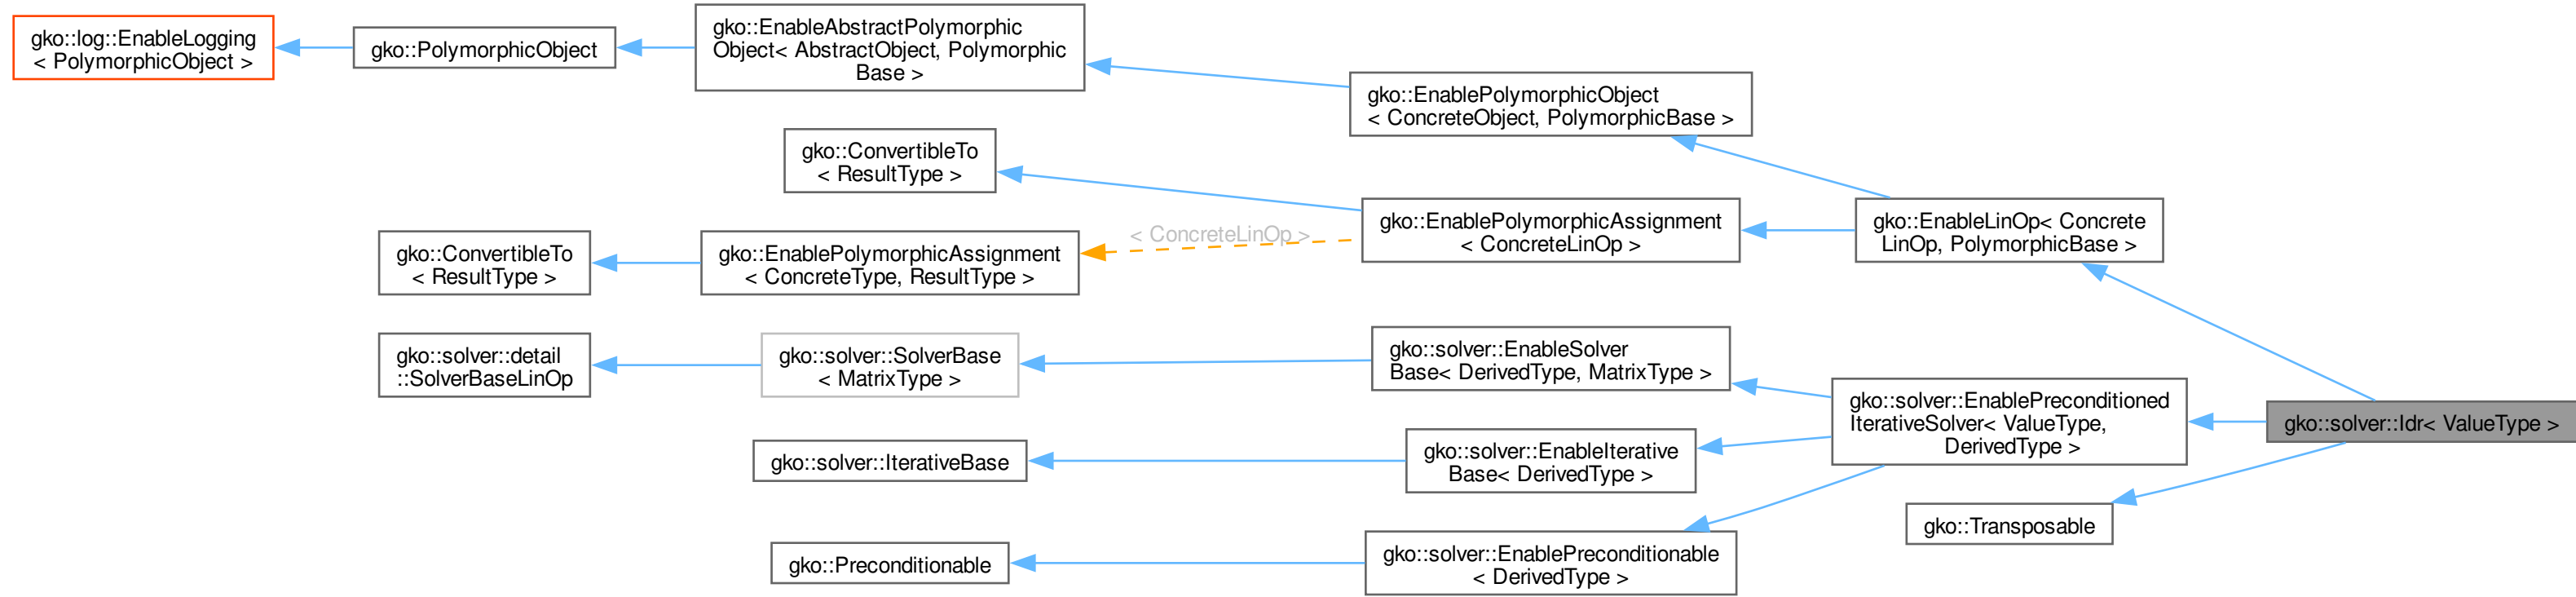 gko::log::EnableLogging
< PolymorphicObject >
gko::PolymorphicObject
gko::EnableAbstractPolymorphic
Object< AbstractObject, Polymorphic
Base >
gko::EnablePolymorphicObject
< ConcreteObject, PolymorphicBase >
gko::ConvertibleTo
< ResultType >
gko::EnablePolymorphicAssignment
< ConcreteLinOp >
gko::EnableLinOp< Concrete
LinOp, PolymorphicBase >
< ConcreteLinOp >
gko::ConvertibleTo
< ResultType >
gko::EnablePolymorphicAssignment
< ConcreteType, ResultType >
gko::solver::detail
::SolverBaseLinOp
gko::solver::SolverBase
< MatrixType >
gko::solver::EnableSolver
Base< DerivedType, MatrixType >
gko::solver::EnablePreconditioned
IterativeSolver< ValueType,
DerivedType >
gko::solver::Idr< ValueType >
gko::solver::IterativeBase
gko::solver::EnableIterative
Base< DerivedType >
gko::Transposable
gko::Preconditionable
gko::solver::EnablePreconditionable
< DerivedType >